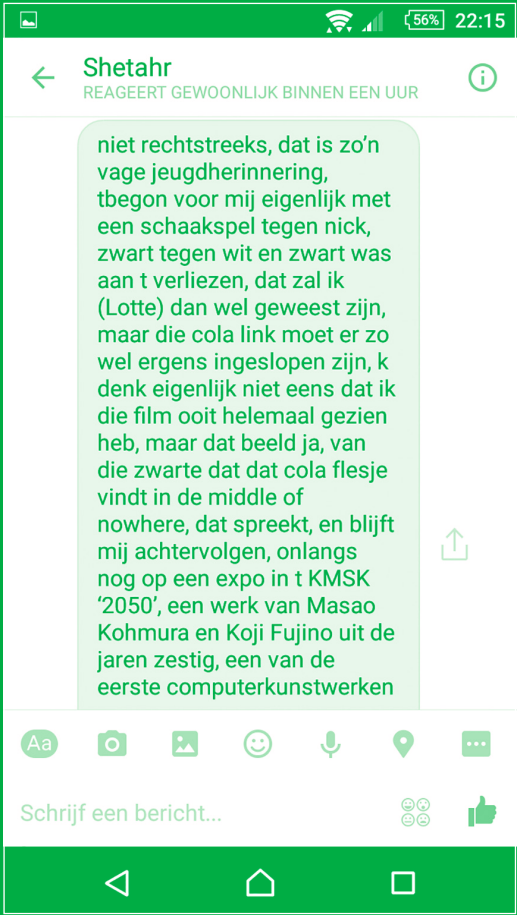 56% 22:15
Shetahr
REAGEERT GEWOONLIJK BINNEN EEN UUR
niet rechtstreeks, dat is zo’n
vage jeugdherinnering,
tbegon voor mij eigenlijk met
een schaakspel tegen nick,
zwart tegen wit en zwart was
aan t verliezen, dat zal ik
(Lotte) dan wel geweest zijn,
maar die cola link moet er zo
wel ergens ingeslopen zijn, k
denk eigenlijk niet eens dat ik
die film ooit helemaal gezien
heb, maar dat beeld ja, van
die zwarte dat dat cola flesje
vindt in de middle of
nowhere, dat spreekt, en blijft
mij achtervolgen, onlangs
nog op een expo in t KMSK
‘2050’, een werk van Masao
Kohmura en Koji Fujino uit de
jaren zestig, een van de
eerste computerkunstwerken
Aa
Schrijf een bericht...